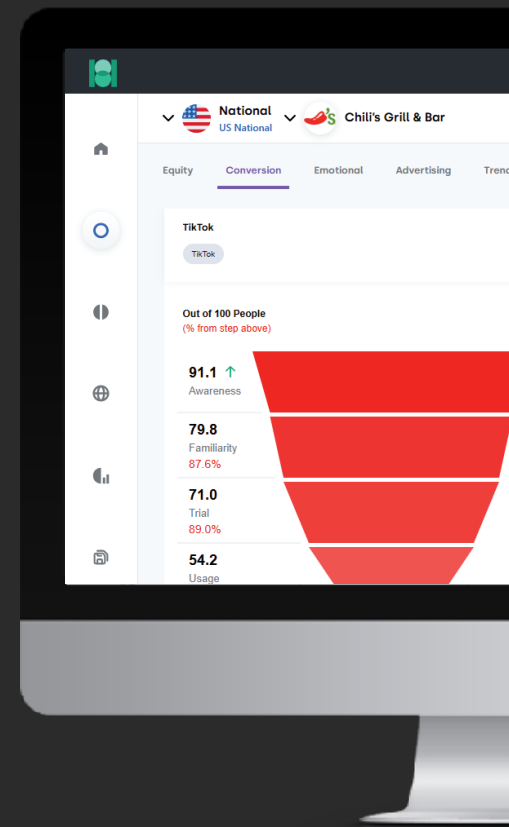 National
US National
Chili's Grill & Bar
Equity
Conversion
Emotional
Advertising
TikTok
TikTok
Out of 100 People
(% from step above)
91.1
Awareness
79.8
Familiarity
87.6%
71.0
Trial
89.0%
54.2
Usage